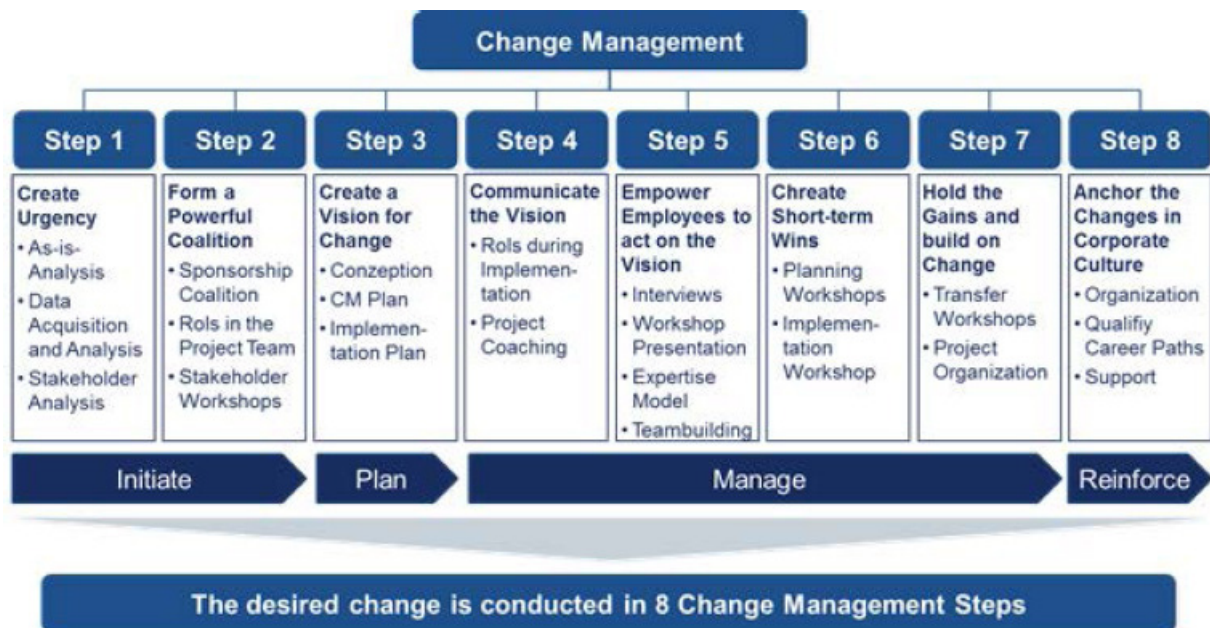 Change Management
Step 1
Step 2
Step 3
Step 4
Step 5
Step 6
Step 7
Step 8
Create
Urgency
• As-is-
Analysis
• Data
Acquisition
and Analysis
• Stakeholder
Analysis
Form a
Powerful
Coalition
• Sponsorship
Coalition
• Rols in the
Project Team
• Stakeholder
Workshops
Create a
Vision for
Change
• Conzeption
• CM Plan
• Implemen-
tation Plan
Communicate
the Vision
• Rols during
Implemen-
tation
• Project
Coaching
Empower
Employees to
act on the
Vision
• Interviews
• Workshop
Presentation
• Expertise
Model
• Teambuilding
Chreate
Short-term
Wins
• Planning
Workshops
• Implemen-
tation
Workshop
Hold the
Gains and
build on
Change
• Transfer
Workshops
• Project
Organization
Anchor the
Changes in
Corporate
Culture
• Organization
• Qualifiy
Career Paths
• Support
Initiate
Plan
Manage
Reinforce
The desired change is conducted in 8 Change Management Steps